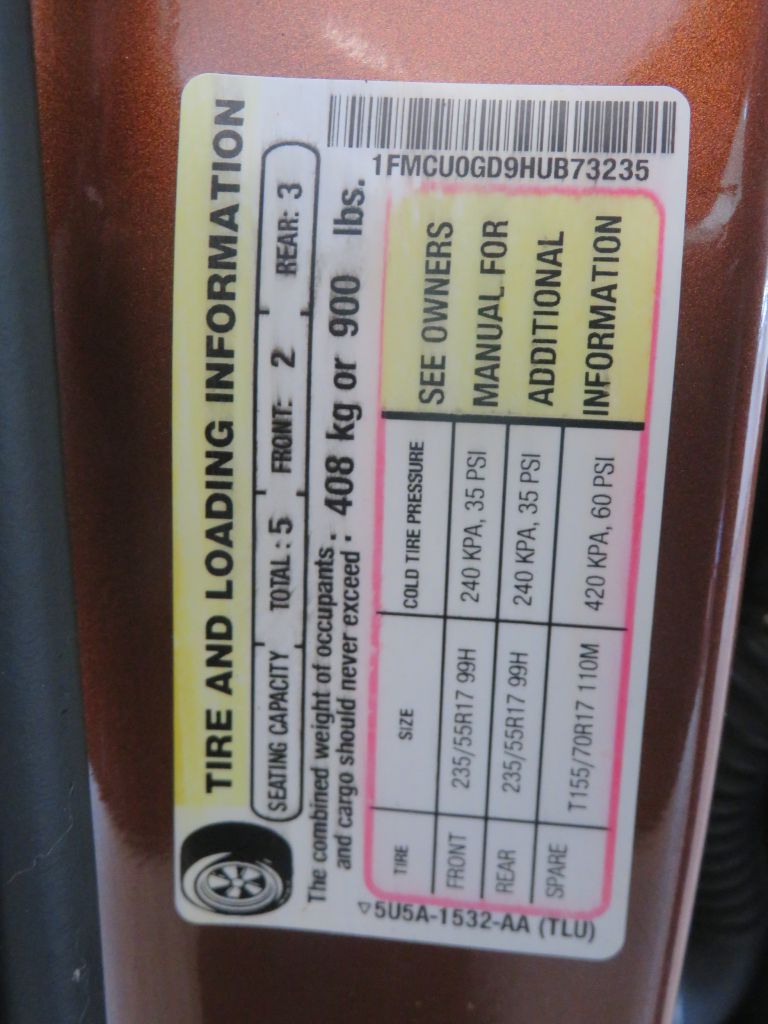 1FMCU0GD9HUB73235
TIRE AND LOADING INFORMATION
SEATING CAPACITY TOTAL: 5 FRONT: 2 REAR: 3
The combined weight of occupants
and cargo should never exceed 408 kg or 900 lbs.
TIRE SIZE COLD TIRE PRESSURE
FRONT 235/55R17 99H 240 KPA, 35 PSI
REAR 235/55R17 99H 240 KPA, 35 PSI
SPARE T155/70R17 110M 420 KPA, 60 PSI
SEE OWNERS
MANUAL FOR
ADDITIONAL
INFORMATION
5U5A-1532-AA (TLU)